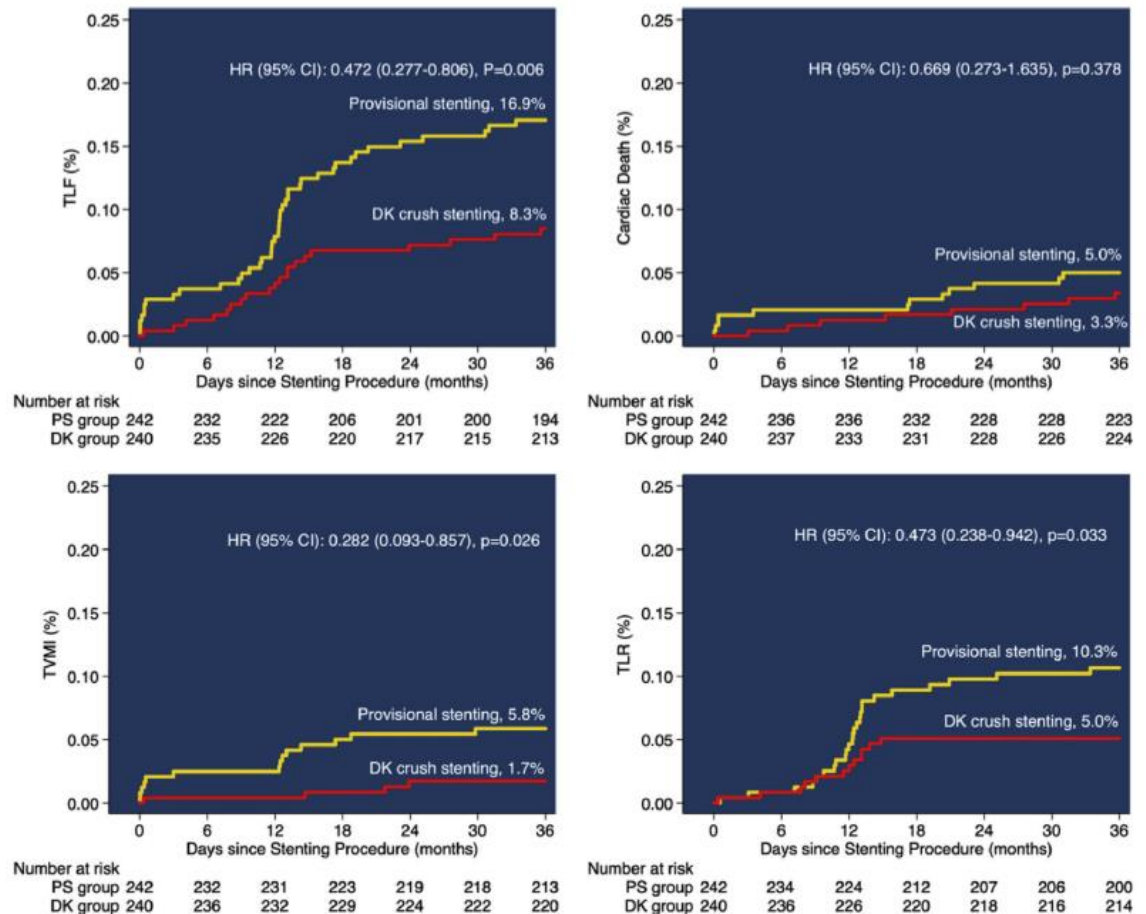 0.25
0.20
0.15
0.10
0.05
0.00
TLF (%)
HR (95% CI): 0.472 (0.277-0.806), P=0.006
Provisional stenting, 16.9%
DK crush stenting, 8.3%
0 6 12 18 24 30 36
Days since Stenting Procedure (months)
Number at risk
PS group 242 232 222 206 201 200 194
DK group 240 235 226 220 217 215 213
0.25
0.20
0.15
0.10
0.05
0.00
Cardiac Death (%)
HR (95% CI): 0.669 (0.273-1.635), p=0.378
Provisional stenting, 5.0%
DK crush stenting, 3.3%
0 6 12 18 24 30 36
Days since Stenting Procedure (months)
Number at risk
PS group 242 236 236 232 228 228 223
DK group 240 237 233 231 228 226 224
0.25
0.20
0.15
0.10
0.05
0.00
TVMI (%)
HR (95% CI): 0.282 (0.093-0.857), p=0.026
Provisional stenting, 5.8%
DK crush stenting, 1.7%
0 6 12 18 24 30 36
Days since Stenting Procedure (months)
Number at risk
PS group 242 232 231 223 219 218 213
DK group 240 236 232 229 224 222 220
0.25
0.20
0.15
0.10
0.05
0.00
TLR (%)
HR (95% CI): 0.473 (0.238-0.942), p=0.033
Provisional stenting, 10.3%
DK crush stenting, 5.0%
0 6 12 18 24 30 36
Days since Stenting Procedure (months)
Number at risk
PS group 242 234 224 212 207 206 200
DK group 240 236 226 220 218 216 214